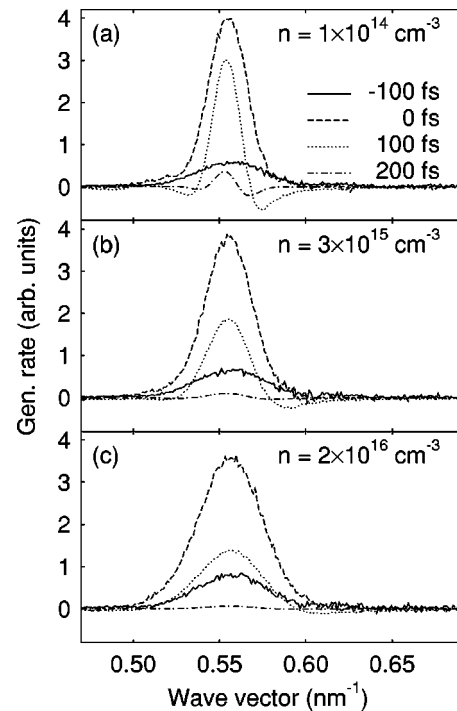 (a) n = 1×10¹⁴ cm⁻³
-100 fs
0 fs
100 fs
200 fs
4
3
2
1
0
(b) n = 3×10¹⁵ cm⁻³
4
3
2
1
0
Gen. rate (arb. units)
(c) n = 2×10¹⁶ cm⁻³
4
3
2
1
0
0.50 0.55 0.60 0.65
Wave vector (nm⁻¹)